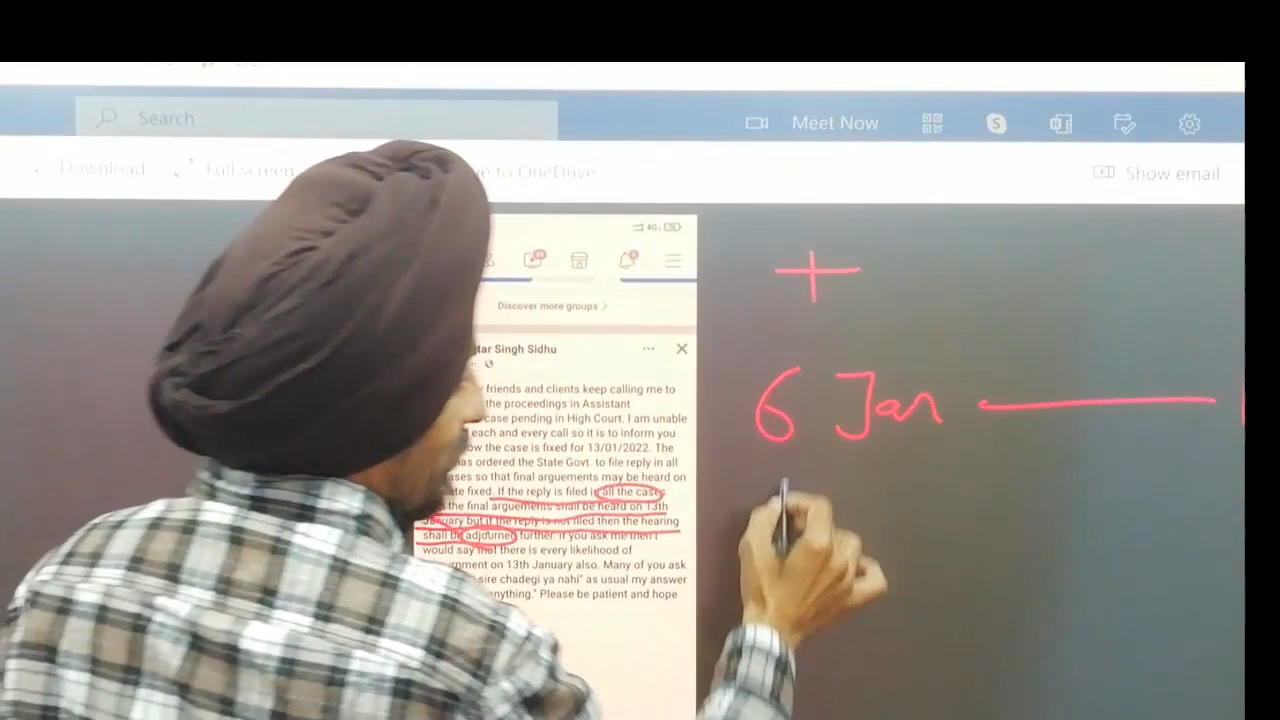 Search
Meet Now
Download Full screen to OneDrive
Show email
4G
Discover more groups
tar Singh Sidhu
friends and clients keep calling me to
the proceedings in Assistant
case pending in High Court. I am unable
each and every call so it is to inform you
the case is fixed for 13/01/2022. The
has ordered the State Govt. to file reply in all
so that final arguements may be heard on
fixed. If the reply is filed in all the cases
the final arguements shall be heard on 13th
January but if the reply is not filed then the hearing
shall be adjourned further. If you ask me then I
would say that there is every likelihood of
on 13th January also. Many of you ask
sire chadegi ya nahi" as usual my answer
anything." Please be patient and hope
+
6 Jan